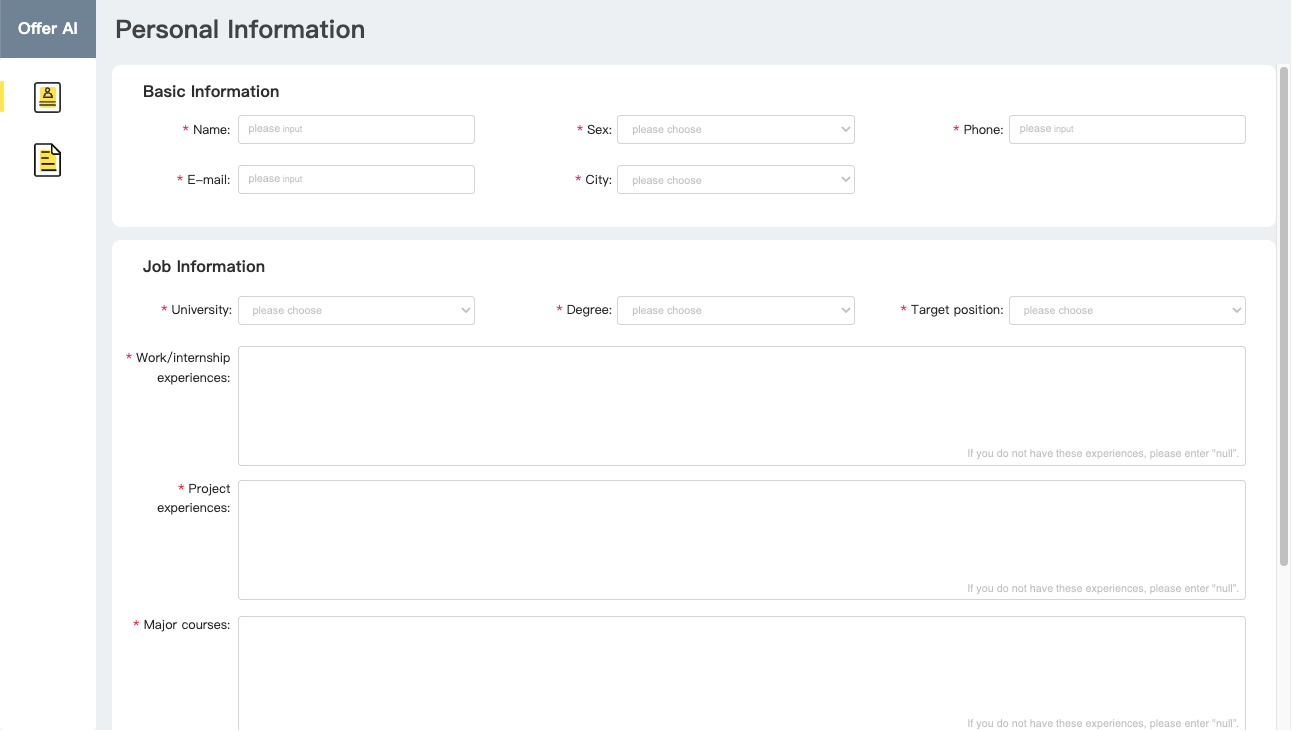 Offer AI
Personal Information
Basic Information
* Name: please input
* Sex: please choose
* Phone: please input
* E-mail: please input
* City: please choose
Job Information
* University: please choose
* Degree: please choose
* Target position: please choose
* Work/internship
experiences:
If you do not have these experiences, please enter "null".
* Project
experiences:
If you do not have these experiences, please enter "null".
* Major courses:
If you do not have these experiences, please enter "null".